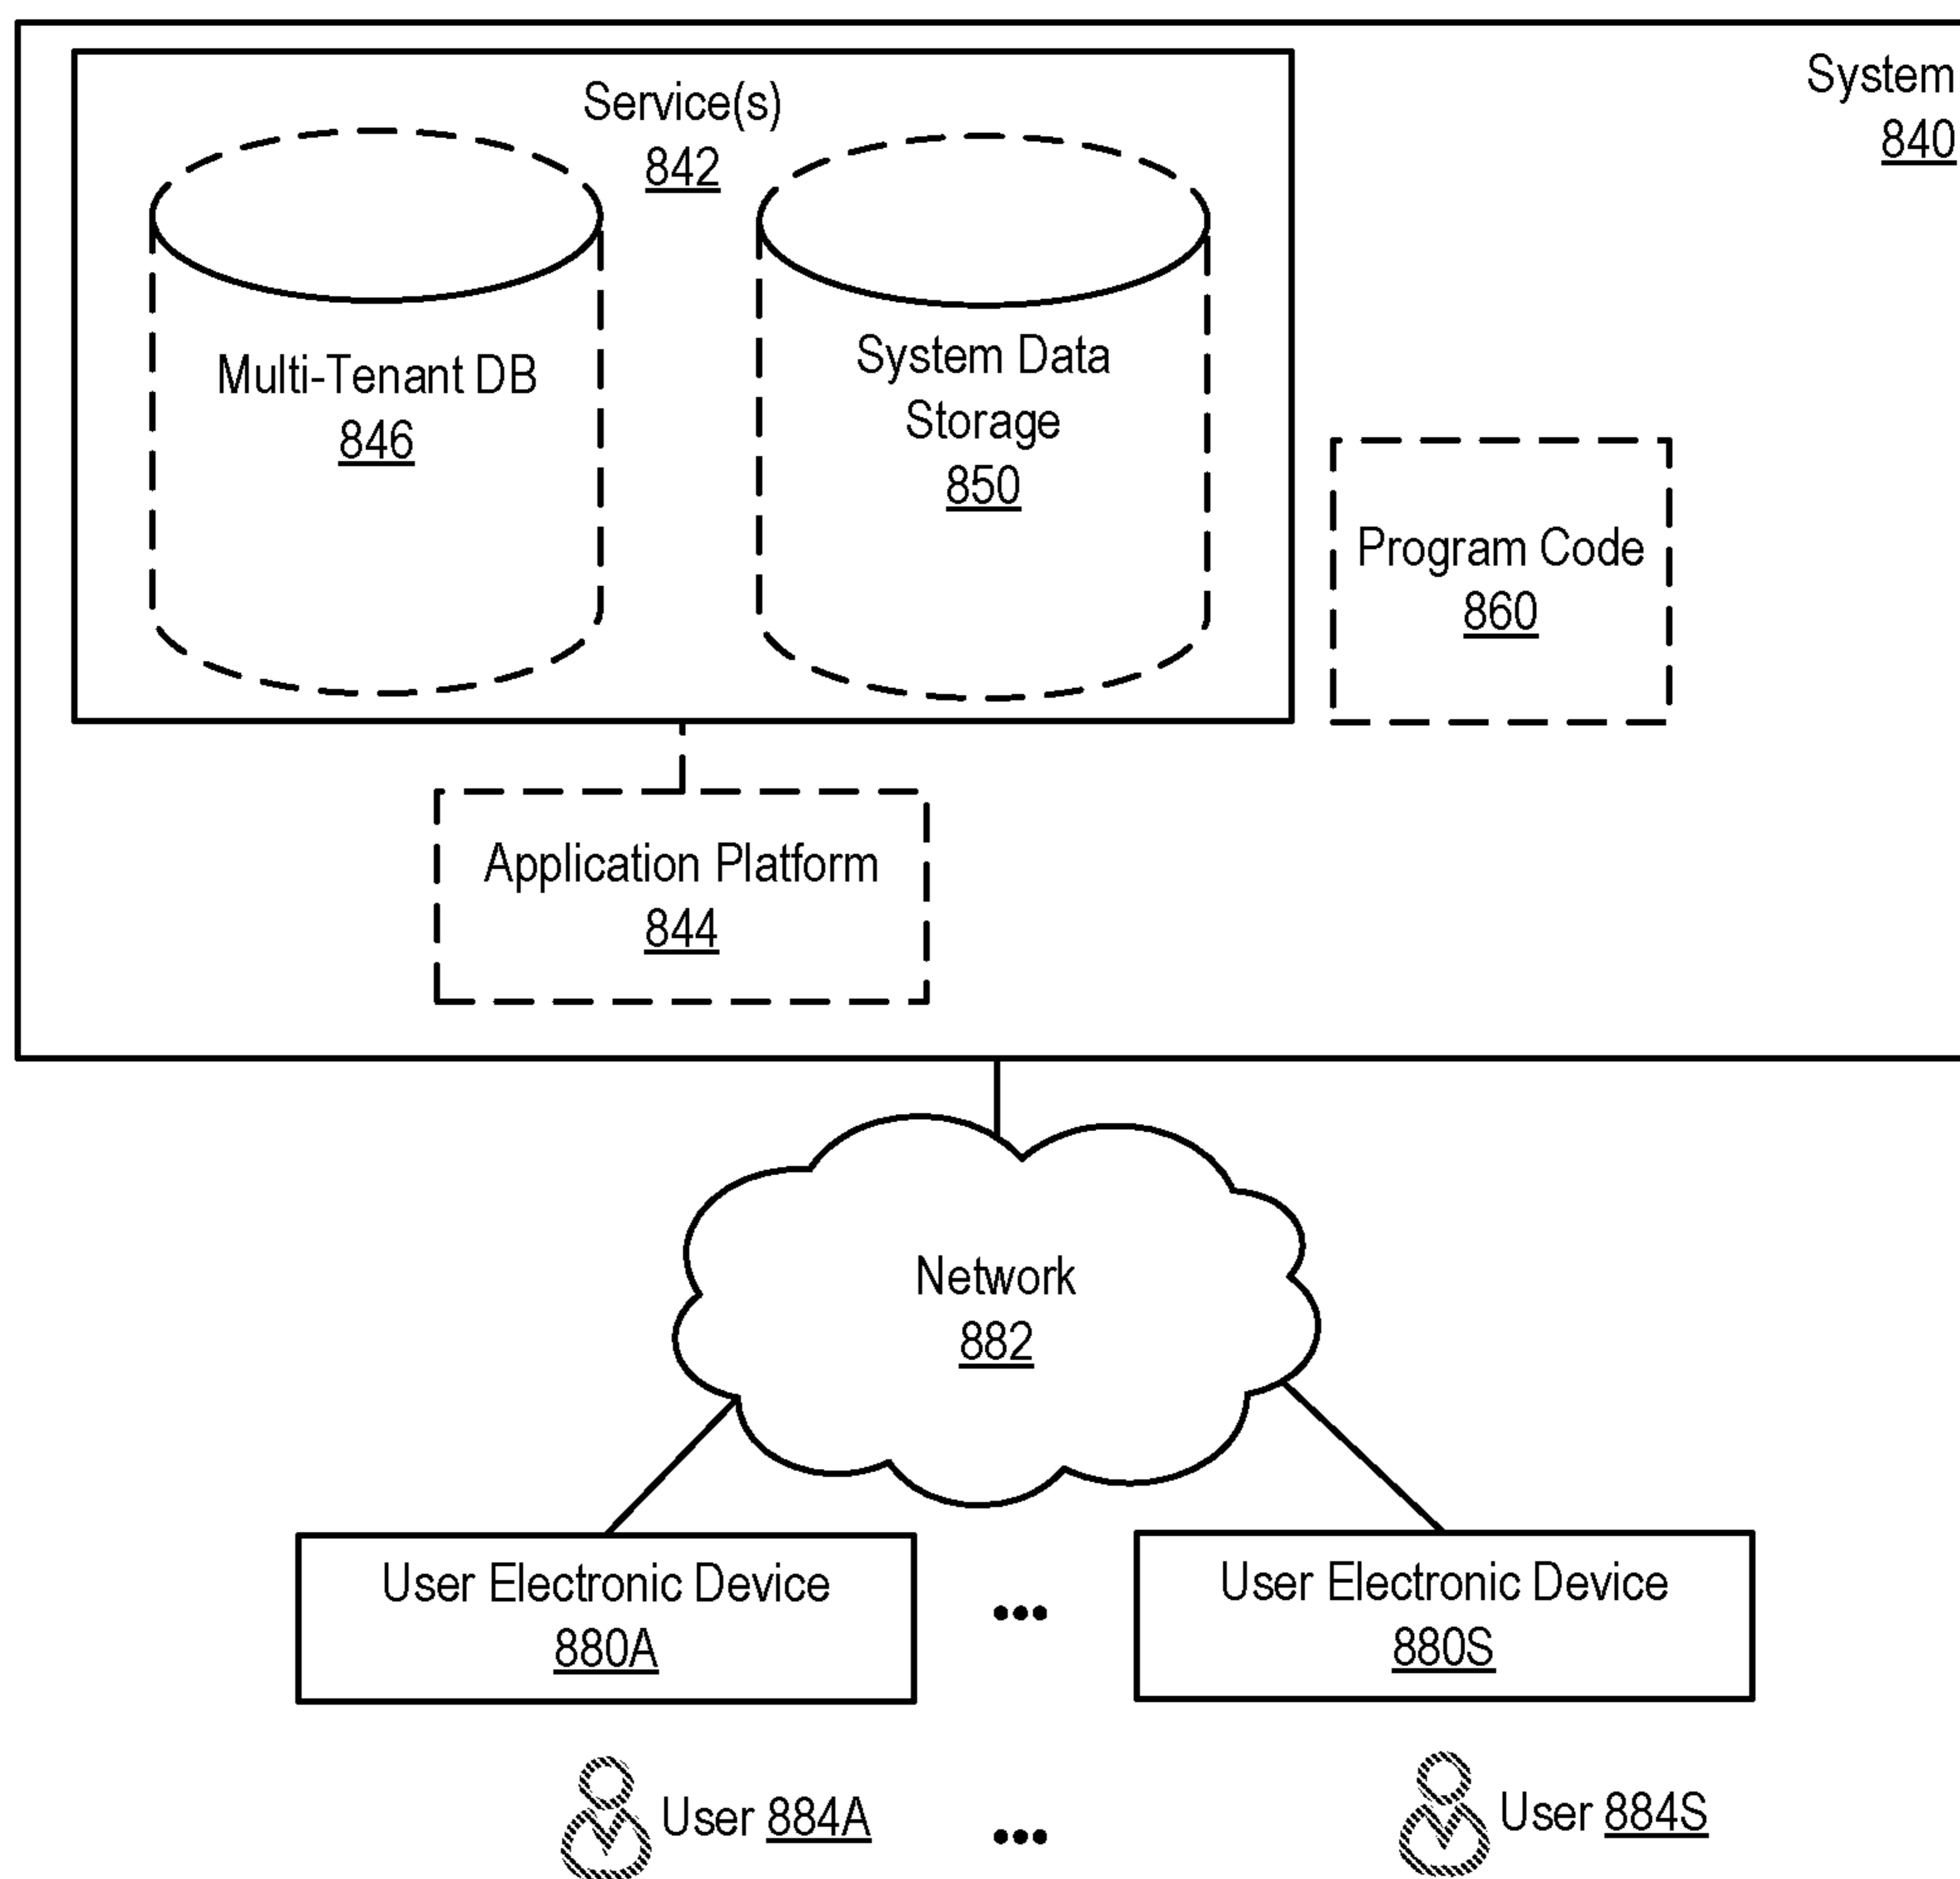 System
840
Service(s)
842
Multi-Tenant DB
846
System Data
Storage
850
Program Code
860
Application Platform
844
Network
882
User Electronic Device
880A
...
User Electronic Device
880S
User 884A
...
User 884S